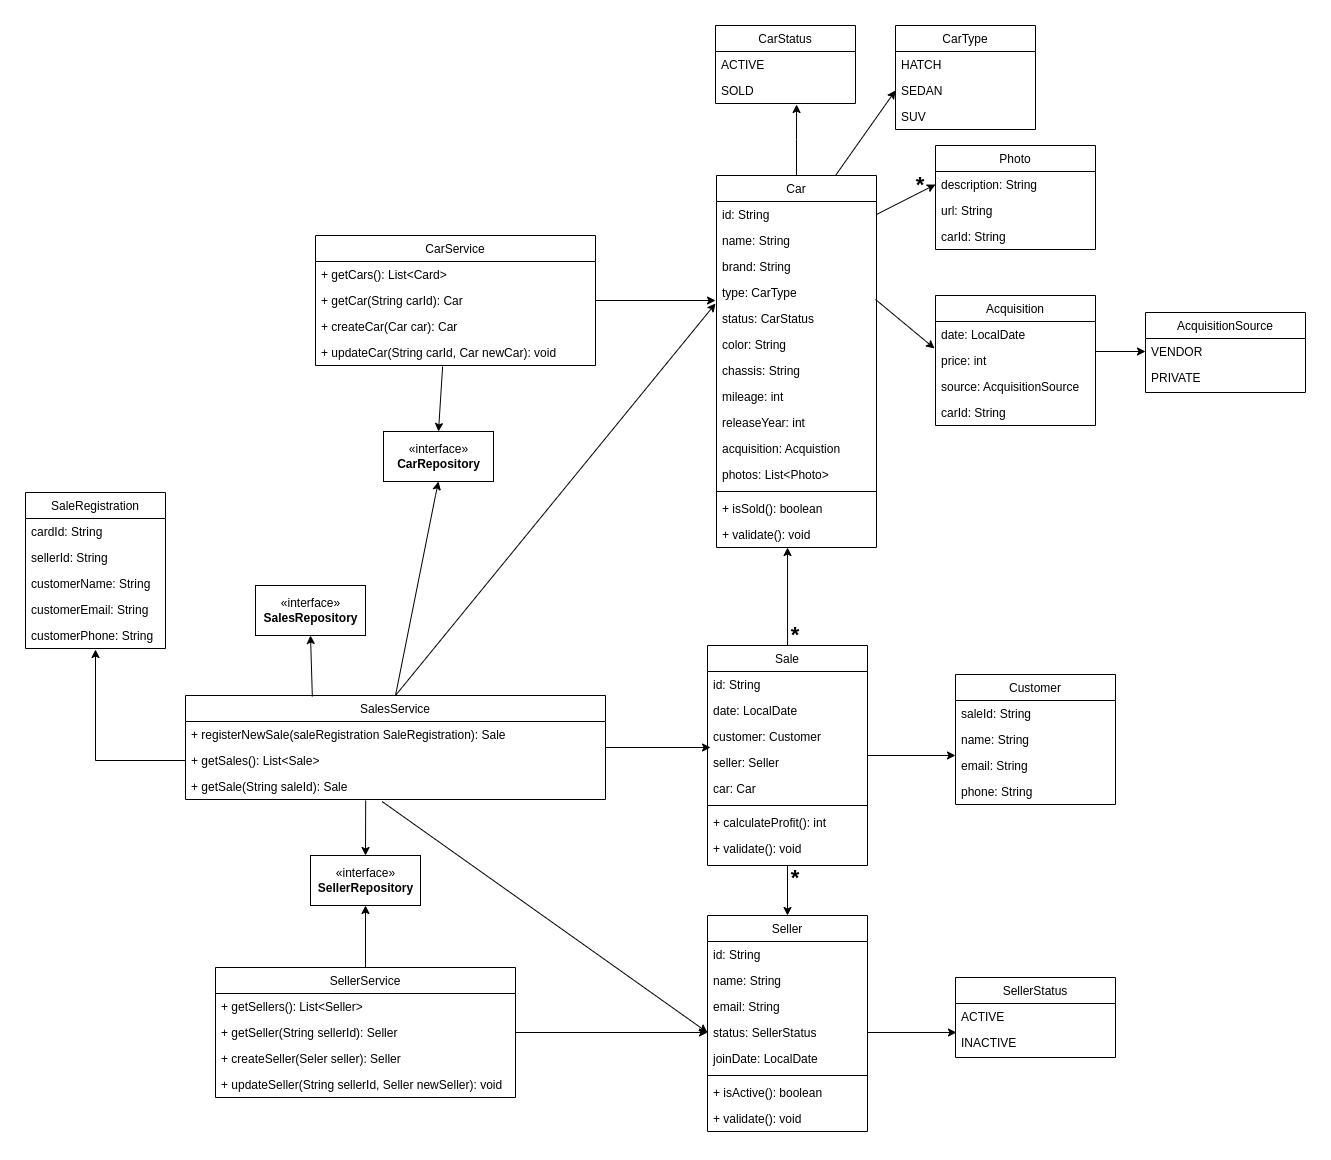 CarStatus
ACTIVE
SOLD
CarType
HATCH
SEDAN
SUV
Photo
description: String
url: String
carId: String
*
Car
id: String
name: String
brand: String
type: CarType
status: CarStatus
color: String
chassis: String
mileage: int
releaseYear: int
acquisition: Acquistion
photos: List<Photo>
+ isSold(): boolean
+ validate(): void
CarService
+ getCars(): List<Card>
+ getCar(String carId): Car
+ createCar(Car car): Car
+ updateCar(String carId, Car newCar): void
Acquisition
date: LocalDate
price: int
source: AcquisitionSource
carId: String
AcquisitionSource
VENDOR
PRIVATE
«interface»
CarRepository
SaleRegistration
cardId: String
sellerId: String
customerName: String
customerEmail: String
customerPhone: String
«interface»
SalesRepository
*
SalesService
+ registerNewSale(saleRegistration SaleRegistration): Sale
+ getSales(): List<Sale>
+ getSale(String saleId): Sale
Sale
id: String
date: LocalDate
customer: Customer
seller: Seller
car: Car
+ calculateProfit(): int
+ validate(): void
Customer
saleId: String
name: String
email: String
phone: String
*
«interface»
SellerRepository
SellerService
+ getSellers(): List<Seller>
+ getSeller(String sellerId): Seller
+ createSeller(Seler seller): Seller
+ updateSeller(String sellerId, Seller newSeller): void
Seller
id: String
name: String
email: String
status: SellerStatus
joinDate: LocalDate
+ isActive(): boolean
+ validate(): void
SellerStatus
ACTIVE
INACTIVE